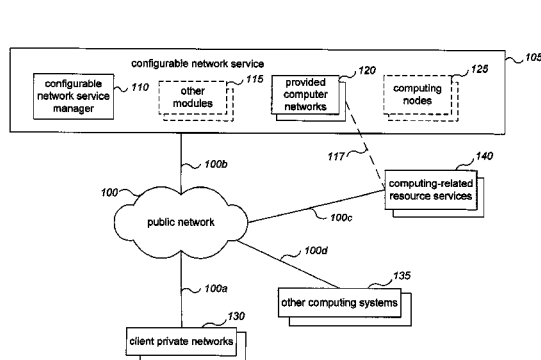 105
configurable network service
configurable
network service
manager
110
other
modules
115
provided
computer
networks
120
computing
nodes
125
117
100b
140
computing-related
resource services
100
public network
100c
100d
100a
135
other computing systems
130
client private networks